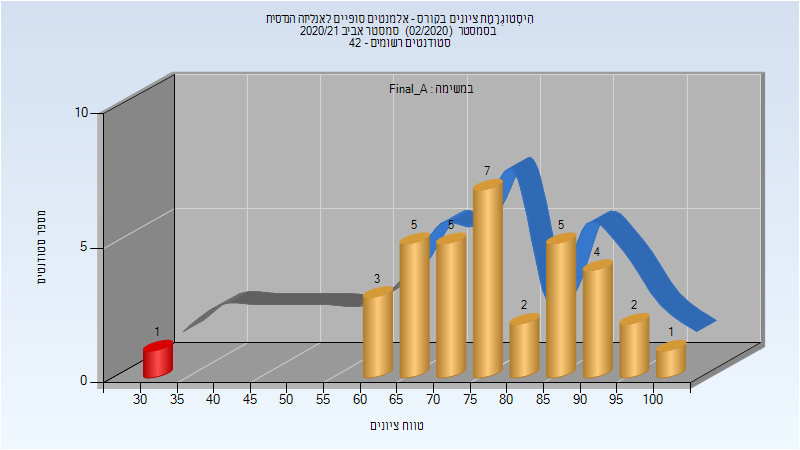 היסטוגרמת ציונים בקורס - אלמנטים סופיים לאנליזה הנדסית
בסמסטר (02/2020) סמסטר אביב 2020/21
סטודנטים רשומים - 42
במשימה : Final_A
מספר סטודנטים
10
5
0
1
3
5
5
7
2
5
4
2
1
30 35 40 45 50 55 60 65 70 75 80 85 90 95 100
טווח ציונים